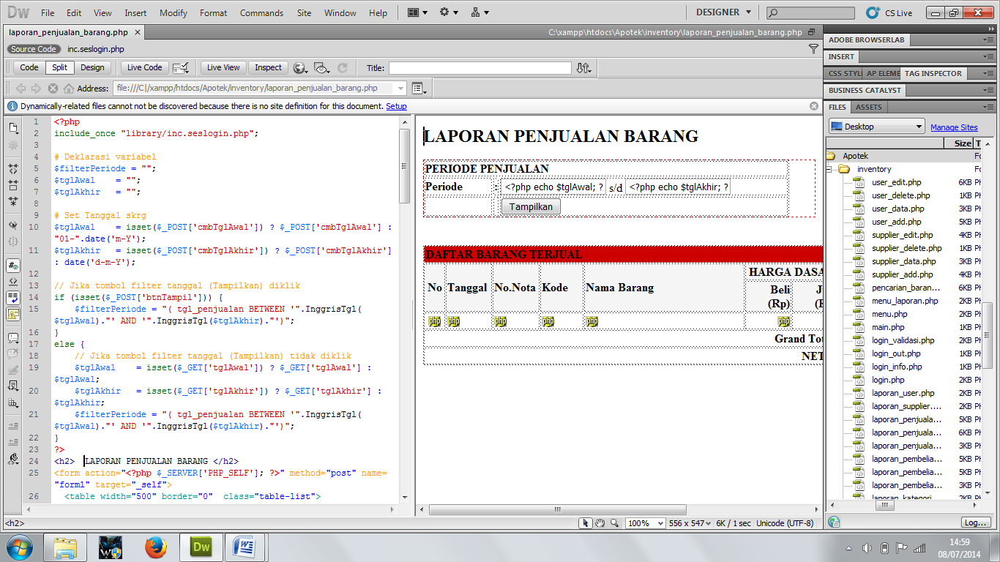 Dw File Edit View Insert Modify Format Commands Site Window Help DESIGNER CS Live
laporan_penjualan_barang.php C:\xampp\htdocs\Apotek\inventory\laporan_penjualan_barang.php
Source Code inc.seslogin.php
Code Split Design Live Code Live View Inspect Title:
Address: file:///C|/xampp/htdocs/Apotek/inventory/laporan_penjualan_barang.php
Dynamically-related files cannot not be discovered because there is no site definition for this document. Setup
1 <?php
2 include_once "library/inc.seslogin.php";
3
4 # Deklarasi variabel
5 $filterPeriode = "";
6 $tglAwal = "";
7 $tglAkhir = "";
8
9 # Set Tanggal skrg
10 $tglAwal = isset($_POST['cmbTglAwal']) ? $_POST['cmbTglAwal'] :
"01-".date('m-Y');
11 $tglAkhir = isset($_POST['cmbTglAkhir']) ? $_POST['cmbTglAkhir']
: date('d-m-Y');
12
13 // Jika tombol filter tanggal (Tampilkan) diklik
14 if (isset($_POST['btnTampil'])) {
15 $filterPeriode = "( tgl_penjualan BETWEEN '".InggrisTgl(
$tglAwal)."' AND '".InggrisTgl($tglAkhir)."')";
16 }
17 else {
18 // Jika tombol filter tanggal (Tampilkan) tidak diklik
19 $tglAwal = isset($_GET['tglAwal']) ? $_GET['tglAwal'] :
$tglAwal;
20 $tglAkhir = isset($_GET['tglAkhir']) ? $_GET['tglAkhir'] :
$tglAkhir;
21 $filterPeriode = "( tgl_penjualan BETWEEN '".InggrisTgl(
$tglAwal)."' AND '".InggrisTgl($tglAkhir)."')";
22 }
23 ?>
24 <h2> LAPORAN PENJUALAN BARANG </h2>
25 <form action="<?php $_SERVER['PHP_SELF']; ?>" method="post" name=
"form1" target="_self">
26 <table width="500" border="0" class="table-list">
LAPORAN PENJUALAN BARANG
PERIODE PENJUALAN
Periode : <?php echo $tglAwal; ? s/d <?php echo $tglAkhir; ?
Tampilkan
DAFTAR BARANG TERJUAL
No Tanggal No.Nota Kode Nama Barang HARGA DASA
Beli
(Rp)
php php php php php php
Grand Tot
NET
ADOBE BROWSERLAB
INSERT
CSS STYL AP ELEME TAG INSPECTOR
BUSINESS CATALYST
FILES ASSETS
Desktop Manage Sites
Size T
Apotek Fo
inventory Fo
user_edit.php 6KB PH
user_delete.php 1KB PH
user_data.php 3KB PH
user_add.php 5KB PH
supplier_edit.php 4KB PH
supplier_delete.php 1KB PH
supplier_data.php 3KB PH
supplier_add.php 4KB PH
pencarian_baran... 6KB PH
menu_laporan.php 2KB PH
menu.php 2KB PH
main.php 1KB PH
login_validasi.php 2KB PH
login_out.php 1KB PH
login_info.php 1KB PH
login.php 2KB PH
laporan_user.php 2KB PH
laporan_supplier.... 2KB PH
laporan_penjuala... 5KB PH
laporan_penjuala... 6KB PH
laporan_penjuala... 3KB PH
laporan_pembelia... 5KB PH
laporan_pembelia... 5KB PH
laporan_pembelia... 3KB PH
laporan_kategori 2KB PH
<h2> 100% 556 x 547 6K / 1 sec Unicode (UTF-8) Log...
Dw W 14:59
08/07/2014